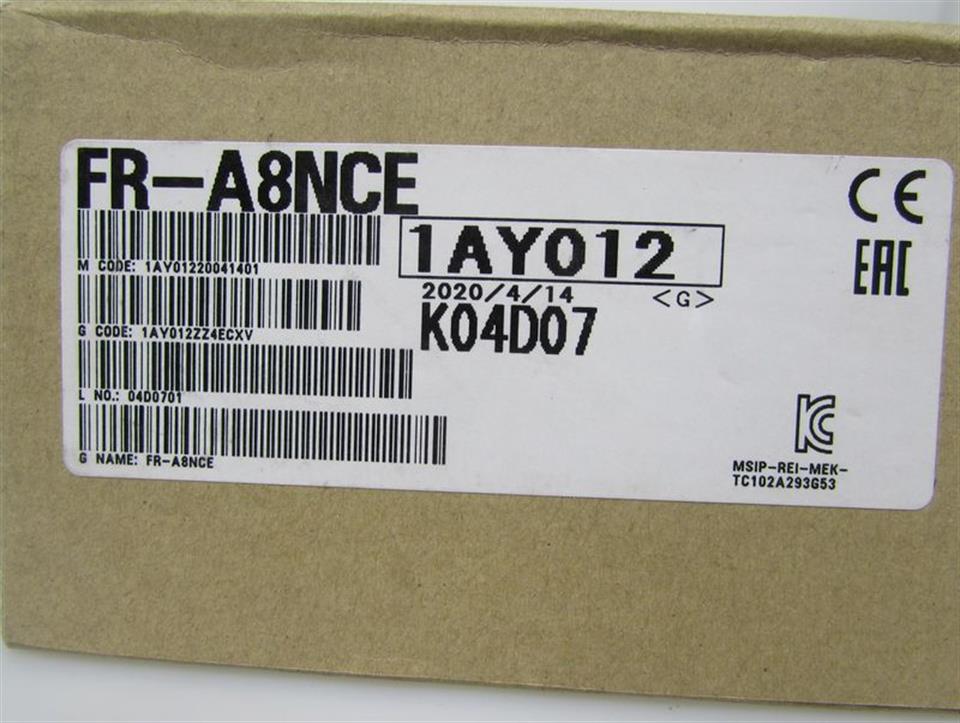 FR-A8NCE
M CODE: 1AY01220041401
1AY012
2020/4/14 <G>
K04D07
G CODE: 1AY012ZZ4ECXV
L NO.: 04D0701
G NAME: FR-A8NCE
CE
EAC
KC
MSIP-REI-MEK-
TC102A293G53